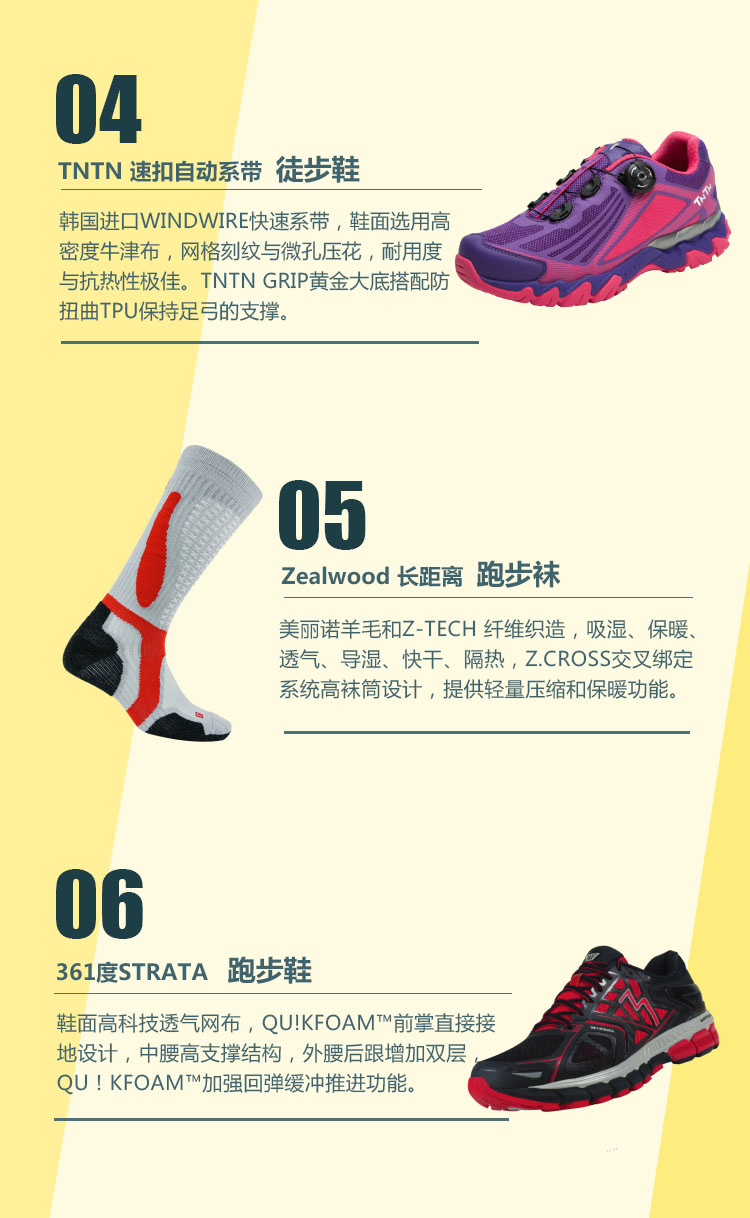 04
TNTN 速扣自动系带 徒步鞋
韩国进口WINDWIRE快速系带，鞋面选用高
密度牛津布，网格刻纹与微孔压花，耐用度
与抗热性极佳。TNTN GRIP黄金大底搭配防
扭曲TPU保持足弓的支撑。
TNTN
05
Zealwood 长距离 跑步袜
美丽诺羊毛和Z-TECH 纤维织造，吸湿、保暖、
透气、导湿、快干、隔热，Z.CROSS交叉绑定
系统高袜筒设计，提供轻量压缩和保暖功能。
06
361度STRATA 跑步鞋
鞋面高科技透气网布，QU!KFOAM™前掌直接接
地设计，中腰高支撑结构，外腰后跟增加双层，
QU！KFOAM™加强回弹缓冲推进功能。